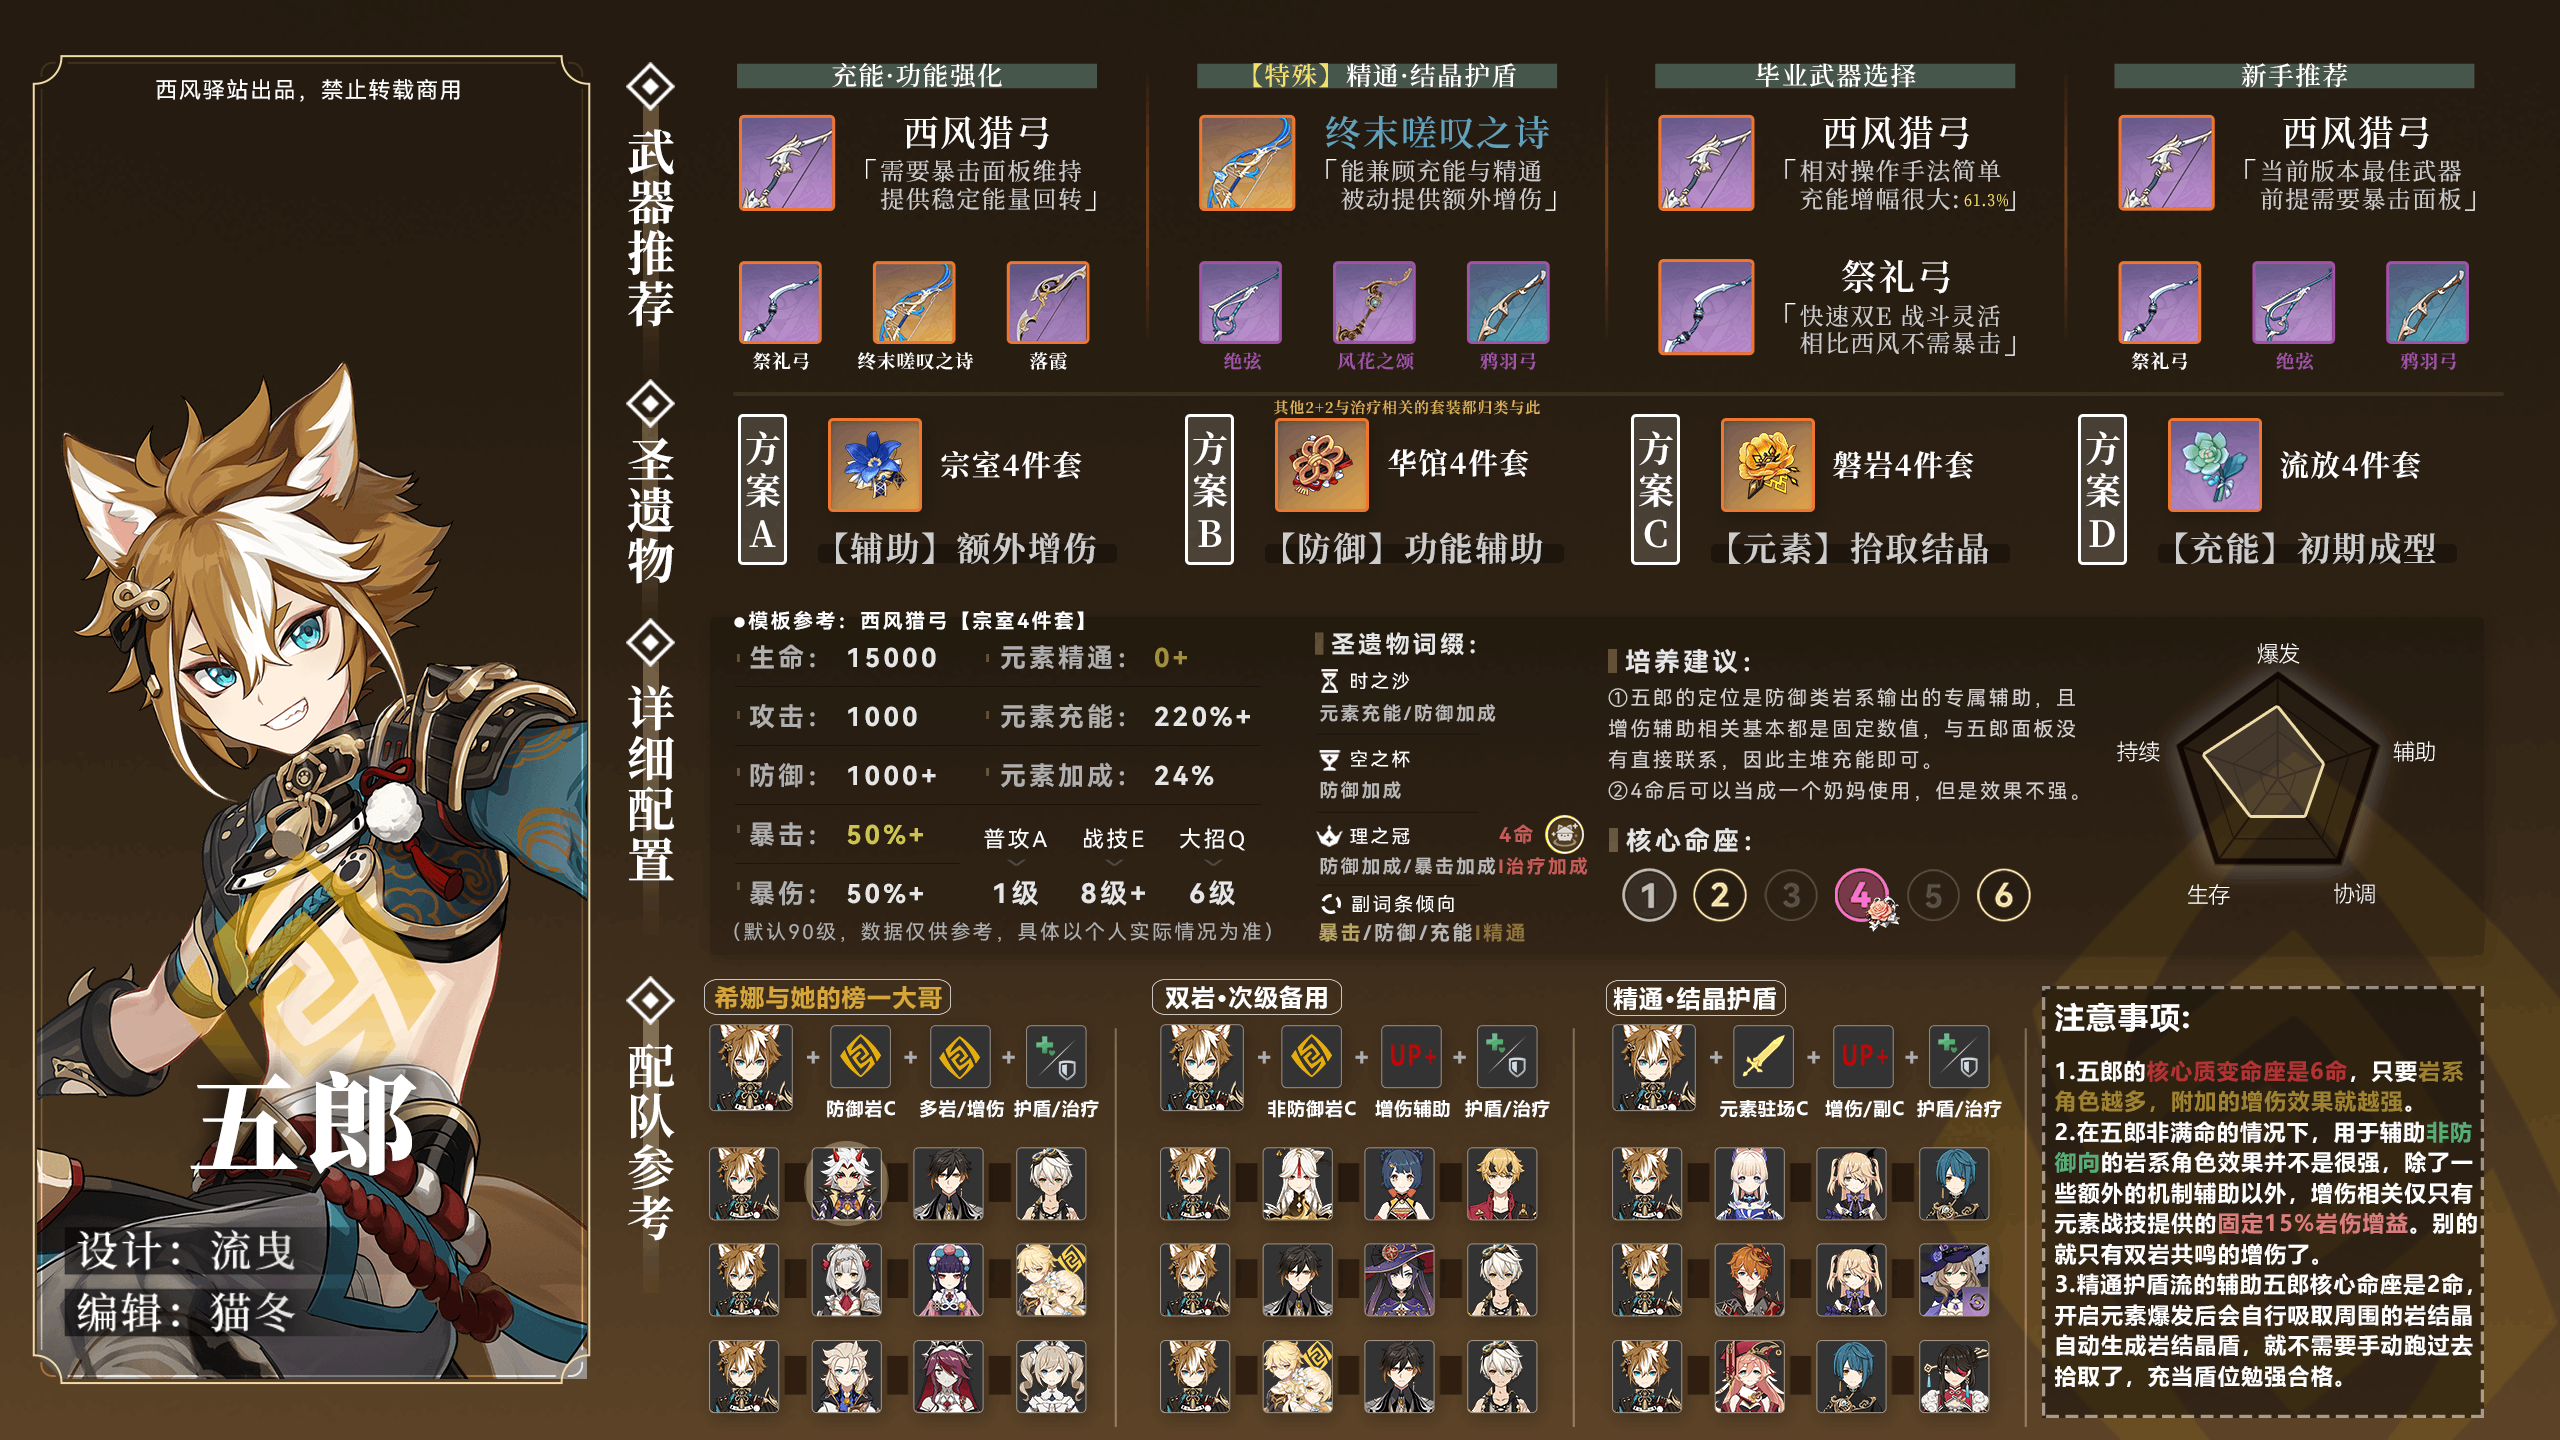 西风驿站出品，禁止转载商用
五郎
设计：流曳
编辑：猫冬
武器推荐
充能·功能强化
西风猎弓
「需要暴击面板维持
提供稳定能量回转」
祭礼弓
终末嗟叹之诗
落霞
【特殊】精通·结晶护盾
终末嗟叹之诗
「能兼顾充能与精通
被动提供额外增伤」
绝弦
风花之颂
鸦羽弓
毕业武器选择
西风猎弓
「相对操作手法简单
充能增幅很大:61.3%」
祭礼弓
「快速双E 战斗灵活
相比西风不需暴击」
新手推荐
西风猎弓
「当前版本最佳武器
前提需要暴击面板」
祭礼弓
绝弦
鸦羽弓
圣遗物
方案A
宗室4件套
【辅助】额外增伤
其他2+2与治疗相关的套装都归类与此
方案B
华馆4件套
【防御】功能辅助
方案C
磐岩4件套
【元素】拾取结晶
方案D
流放4件套
【充能】初期成型
详细配置
●模板参考：西风猎弓【宗室4件套】
生命：15000
元素精通：0+
攻击：1000
元素充能：220%+
防御：1000+
元素加成：24%
暴击：50%+
普攻A 战技E 大招Q
暴伤：50%+
1级 8级+ 6级
(默认90级，数据仅供参考，具体以个人实际情况为准)
圣遗物词缀：
时之沙
元素充能/防御加成
空之杯
防御加成
理之冠
4命
防御加成/暴击加成|治疗加成
副词条倾向
暴击/防御/充能|精通
培养建议：
①五郎的定位是防御类岩系输出的专属辅助，且
增伤辅助相关基本都是固定数值，与五郎面板没
有直接联系，因此主堆充能即可。
②4命后可以当成一个奶妈使用，但是效果不强。
核心命座：
1 2 3 4 5 6
爆发
持续
辅助
生存
协调
配队参考
希娜与她的榜一大哥
+ + +
防御岩C 多岩/增伤 护盾/治疗
双岩·次级备用
+ + UP+ +
非防御岩C 增伤辅助 护盾/治疗
精通·结晶护盾
+ + UP+ +
元素驻场C 增伤/副C 护盾/治疗
注意事项:
1.五郎的核心质变命座是6命，只要岩系
角色越多，附加的增伤效果就越强。
2.在五郎非满命的情况下，用于辅助非防
御向的岩系角色效果并不是很强，除了一
些额外的机制辅助以外，增伤相关仅只有
元素战技提供的固定15%岩伤增益。别的
就只有双岩共鸣的增伤了。
3.精通护盾流的辅助五郎核心命座是2命，
开启元素爆发后会自行吸取周围的岩结晶
自动生成岩结晶盾，就不需要手动跑过去
拾取了，充当盾位勉强合格。